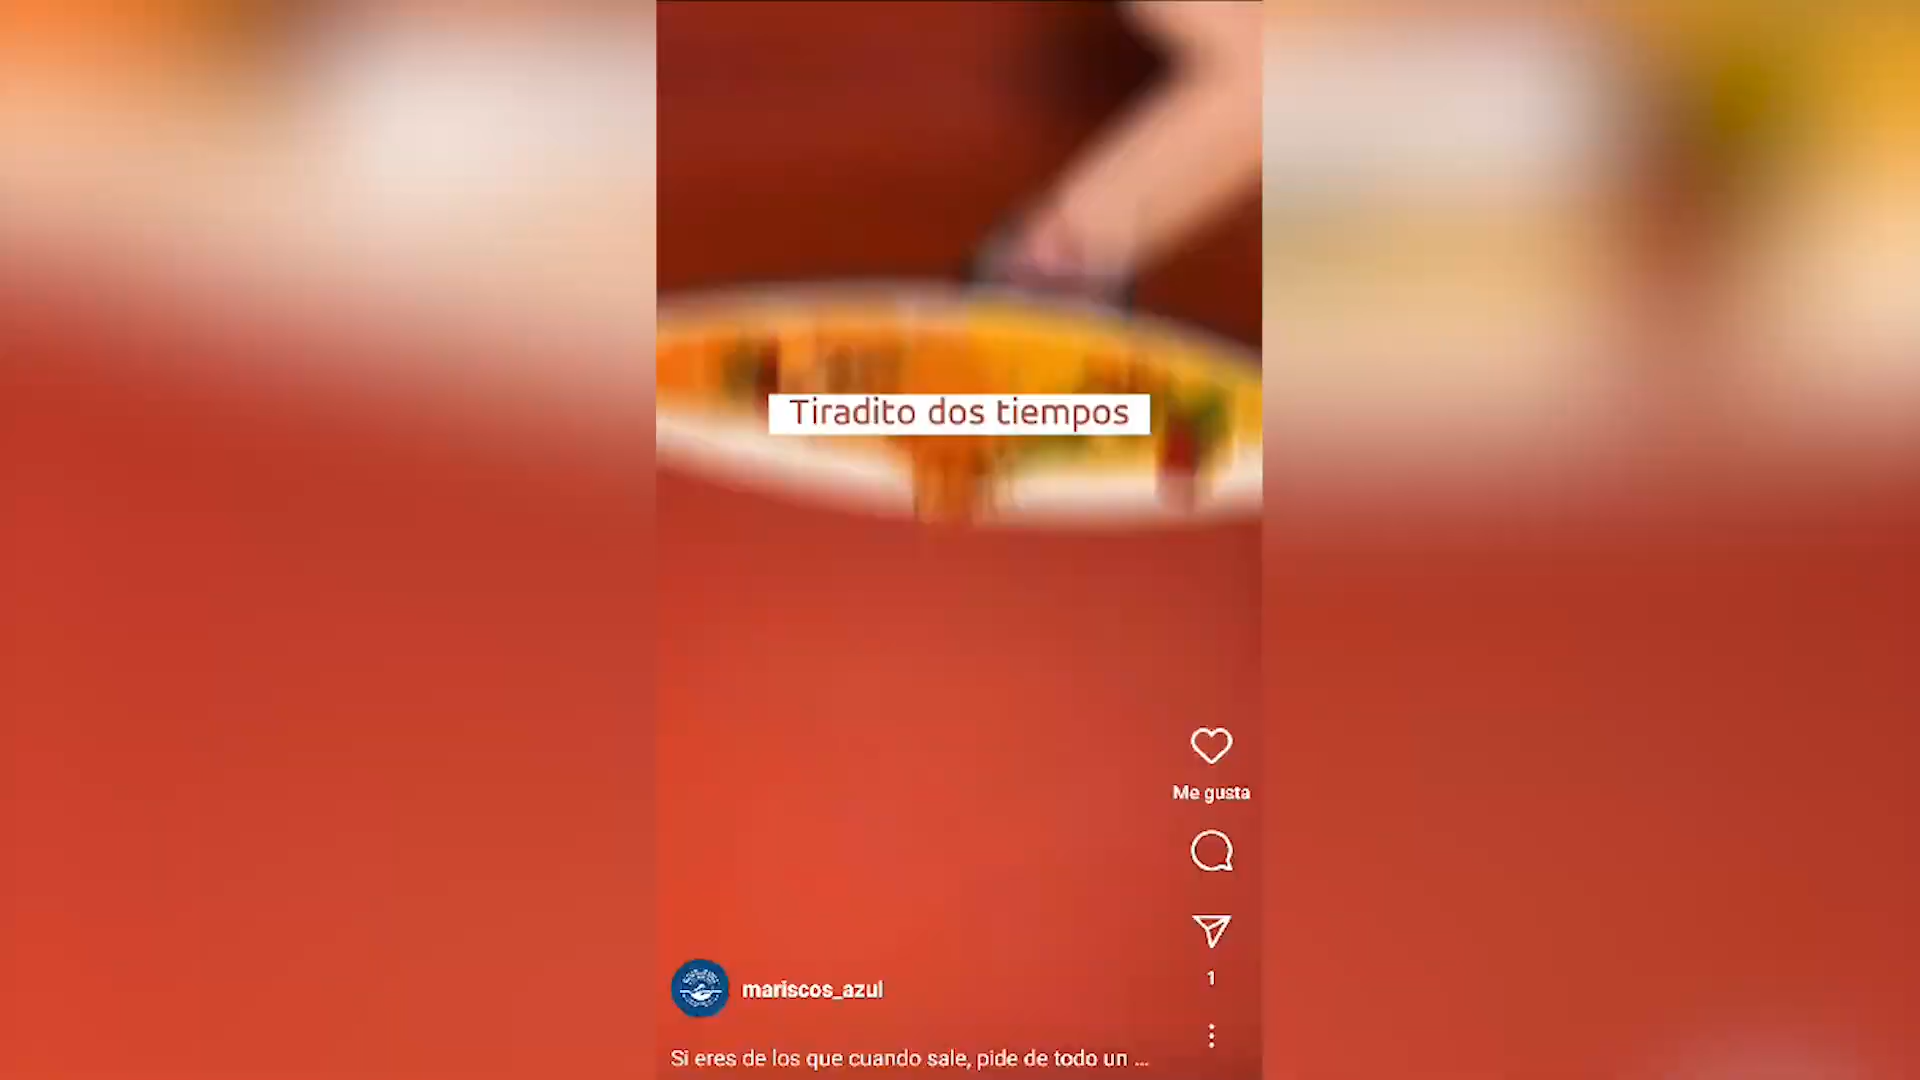 Tiradito dos tiempos
Me gusta
1
mariscos_azul
Si eres de los que cuando sale, pide de todo un ...